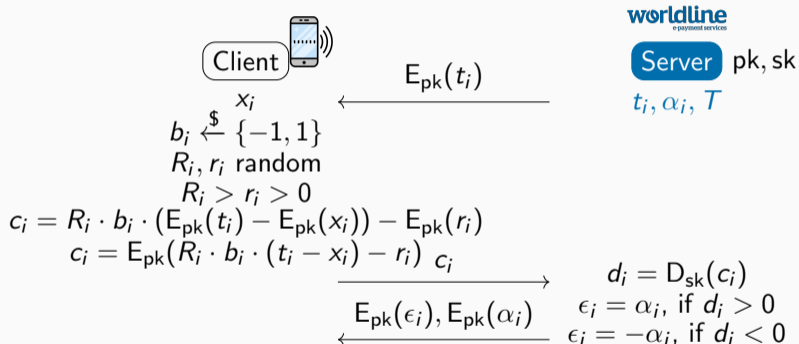 worldline
e-payment services
Client
Server pk, sk
E_pk(t_i)
x_i
t_i, α_i, T
b_i ←$ {−1, 1}
R_i, r_i random
R_i > r_i > 0
c_i = R_i · b_i · (E_pk(t_i) − E_pk(x_i)) − E_pk(r_i)
c_i = E_pk(R_i · b_i · (t_i − x_i) − r_i)
c_i
d_i = D_sk(c_i)
E_pk(ϵ_i), E_pk(α_i)
ϵ_i = α_i, if d_i > 0
ϵ_i = −α_i, if d_i < 0